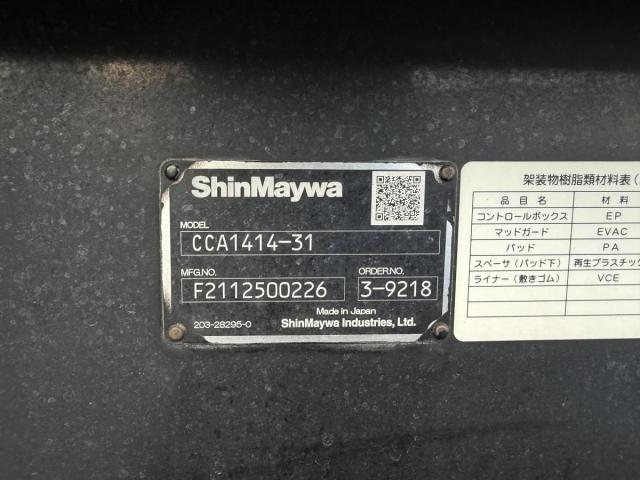 ShinMaywa
MODEL
CCA1414-31
MFG.NO. ORDER.NO.
F2112500226 3-9218
Made in Japan
203-28295-0 ShinMaywa Industries, Ltd.
架装物樹脂類材料表(
品目名 材料
コントロールボックス EP
マッドガード EVAC
パッド PA
スペーサ(パッド下) 再生プラスチック
ライナー(敷きゴム) VCE